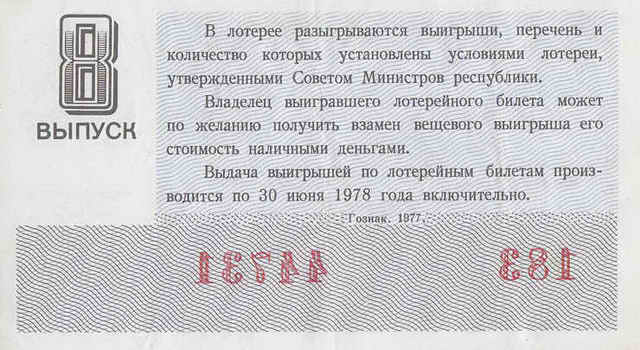 8
ВЫПУСК
В лотерее разыгрываются выигрыши, перечень и
количество которых установлены условиями лотереи,
утвержденными Советом Министров республики.
Владелец выигравшего лотерейного билета может
по желанию получить взамен вещевого выигрыша его
стоимость наличными деньгами.
Выдача выигрышей по лотерейным билетам произ-
водится по 30 июня 1978 года включительно.
Гознак. 1977.
44731 183